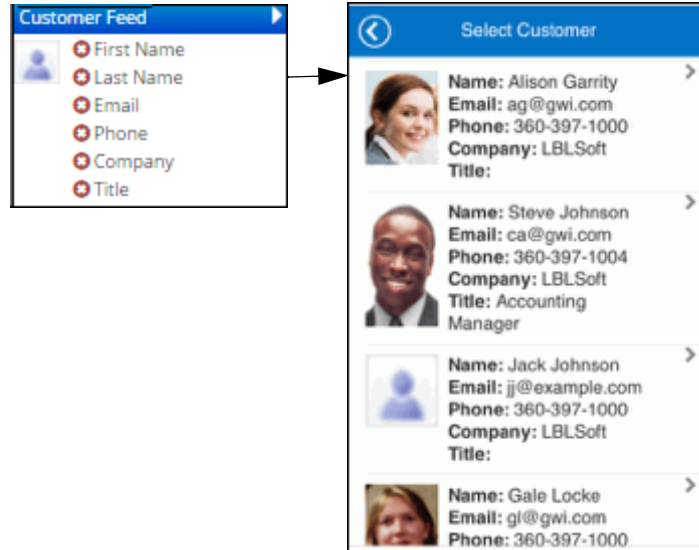 Customer Feed
First Name
Last Name
Email
Phone
Company
Title
Select Customer
Name: Alison Garrity
Email: ag@gwi.com
Phone: 360-397-1000
Company: LBLSoft
Title:
Name: Steve Johnson
Email: ca@gwi.com
Phone: 360-397-1004
Company: LBLSoft
Title: Accounting
Manager
Name: Jack Johnson
Email: jj@example.com
Phone: 360-397-1000
Company: LBLSoft
Title:
Name: Gale Locke
Email: gl@gwi.com
Phone: 360-397-1000